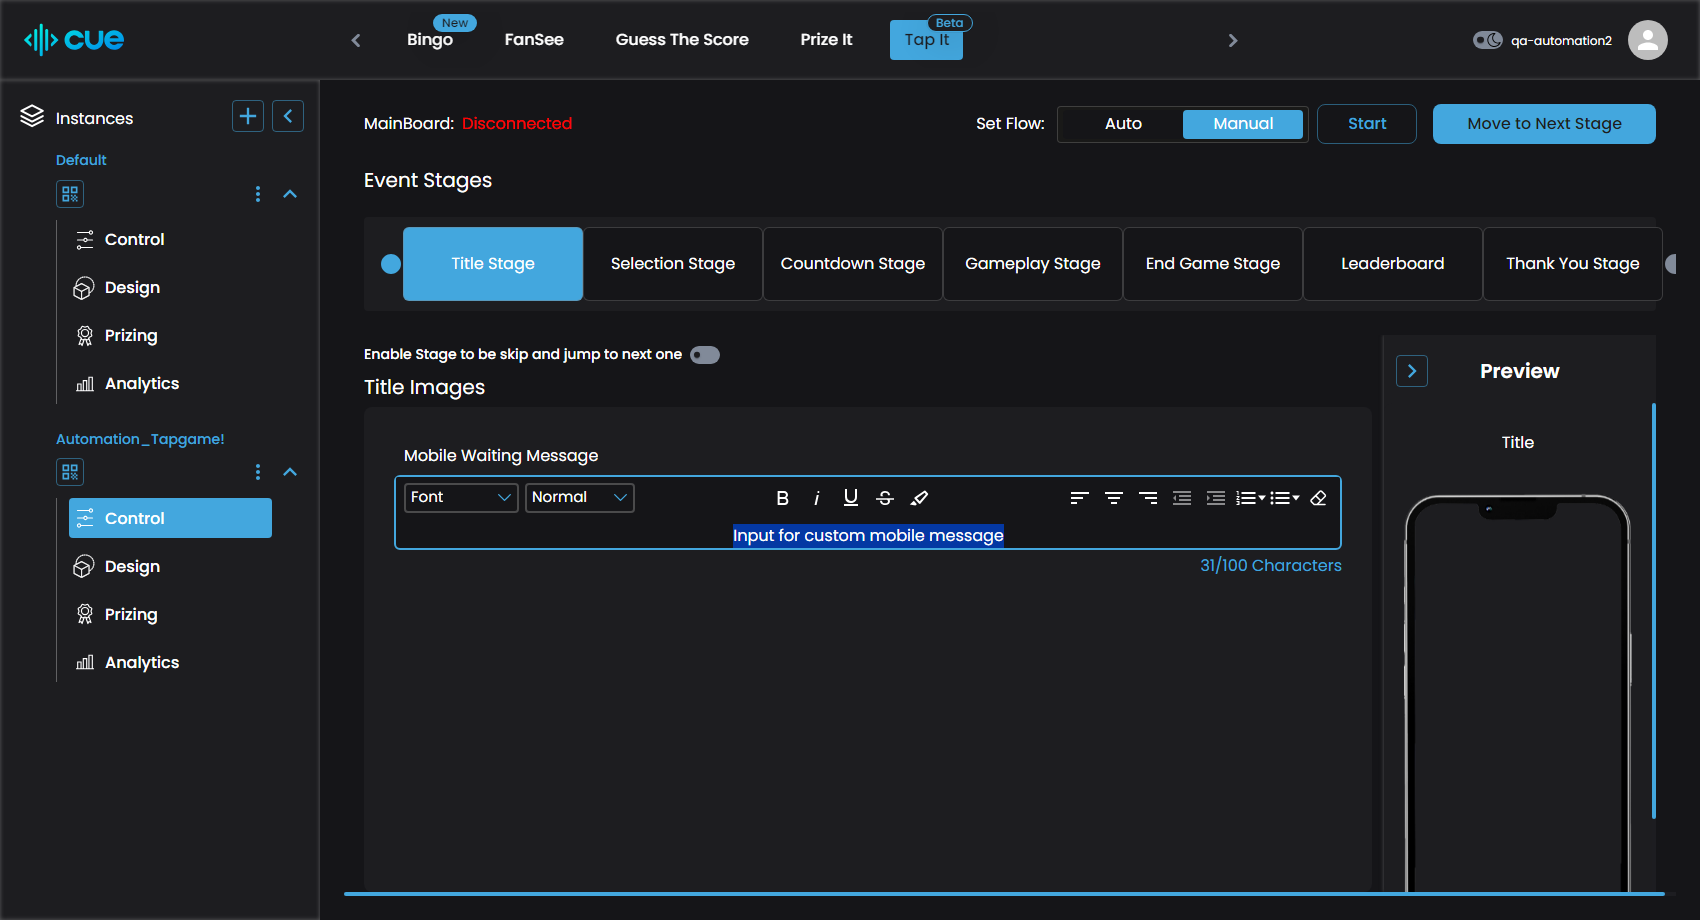 cue
New
Bingo
FanSee
Guess The Score
Prize It
Beta
Tap It
qa-automation2
Instances
Default
Control
Design
Prizing
Analytics
Automation_Tapgame!
Control
Design
Prizing
Analytics
MainBoard: Disconnected
Set Flow:
Auto
Manual
Start
Move to Next Stage
Event Stages
Title Stage
Selection Stage
Countdown Stage
Gameplay Stage
End Game Stage
Leaderboard
Thank You Stage
Enable Stage to be skip and jump to next one
Title Images
Mobile Waiting Message
Font
Normal
B
i
U
S
Input for custom mobile message
31/100 Characters
Preview
Title